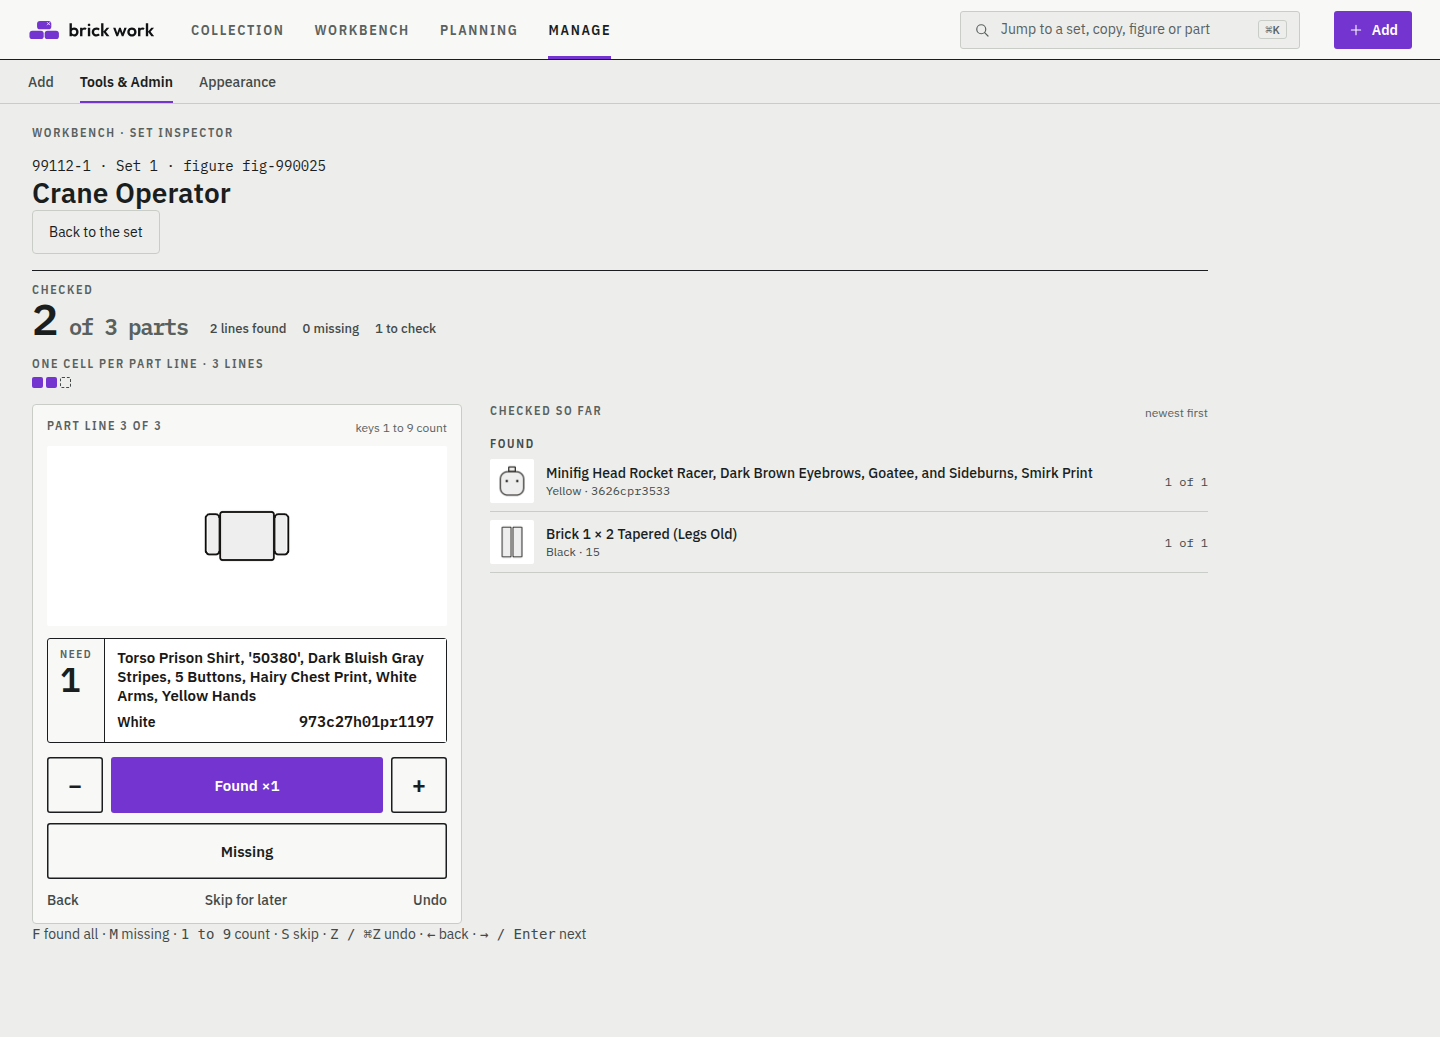 brick work
COLLECTION
WORKBENCH
PLANNING
MANAGE
Jump to a set, copy, figure or part
⌘K
+ Add
Add
Tools & Admin
Appearance
WORKBENCH · SET INSPECTOR
99112-1 · Set 1 · figure fig-990025
Crane Operator
Back to the set
CHECKED
2 of 3 parts
2 lines found
0 missing
1 to check
ONE CELL PER PART LINE · 3 LINES
PART LINE 3 OF 3
keys 1 to 9 count
NEED
1
Torso Prison Shirt, '50380', Dark Bluish Gray
Stripes, 5 Buttons, Hairy Chest Print, White
Arms, Yellow Hands
White
973c27h01pr1197
−
Found ×1
+
Missing
Back
Skip for later
Undo
CHECKED SO FAR
newest first
FOUND
Minifig Head Rocket Racer, Dark Brown Eyebrows, Goatee, and Sideburns, Smirk Print
Yellow · 3626cpr3533
1 of 1
Brick 1 × 2 Tapered (Legs Old)
Black · 15
1 of 1
F found all · M missing · 1 to 9 count · S skip · Z / ⌘Z undo · ← back · → / Enter next